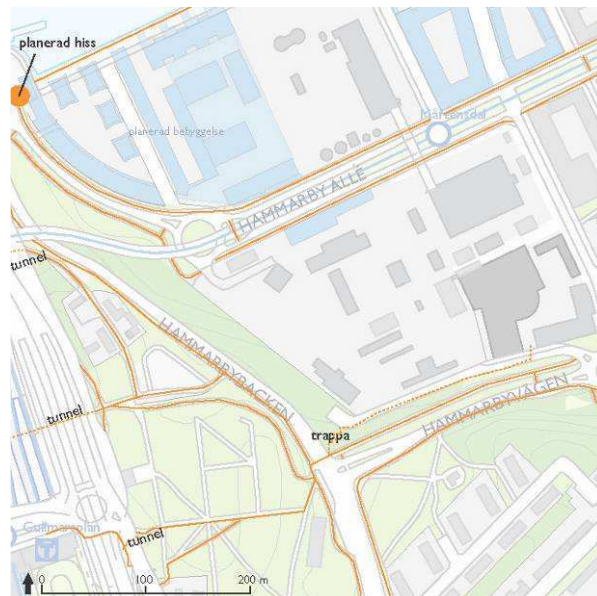 planerad hiss
planerad bebyggelse
Mårtensdal
HAMMARBY ALLÉ
tunnel
HAMMARBYBACKEN
HAMMARBYVÄGEN
tunnel
trappa
Gullmarsplan
T
tunnel
0 100 200 m